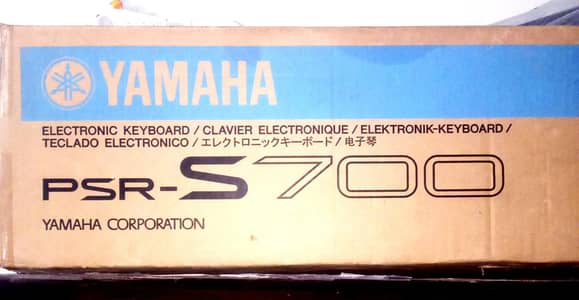 YAMAHA
ELECTRONIC KEYBOARD / CLAVIER ELECTRONIQUE / ELEKTRONIK-KEYBOARD /
TECLADO ELECTRONICO / エレクトロニックキーボード / 电子琴
PSR-S700
YAMAHA CORPORATION